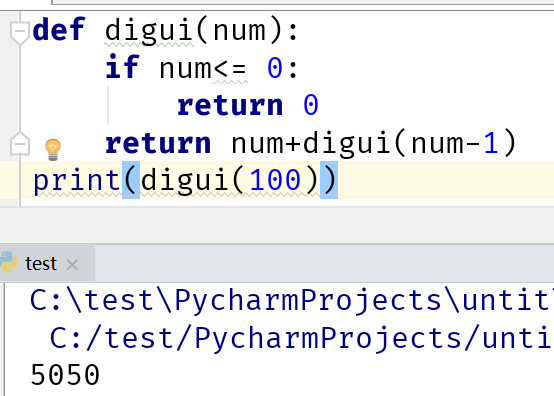 def digui(num):
    if num<= 0:
        return 0
    return num+digui(num-1)
print(digui(100))
test
C:\test\PycharmProjects\untitl
C:/test/PycharmProjects/unti
5050